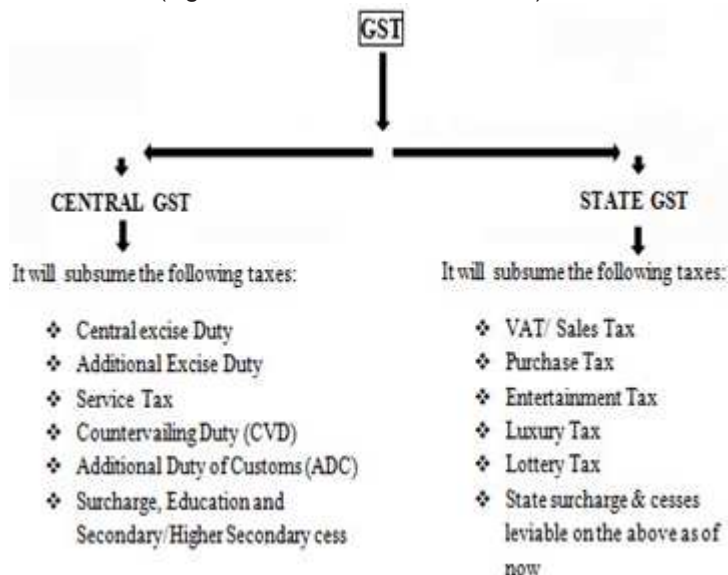 GST
CENTRAL GST
It will subsume the following taxes:
❖ Central excise Duty
❖ Additional Excise Duty
❖ Service Tax
❖ Countervailing Duty (CVD)
❖ Additional Duty of Customs (ADC)
❖ Surcharge, Education and
Secondary/Higher Secondary cess
STATE GST
It will subsume the following taxes:
❖ VAT/ Sales Tax
❖ Purchase Tax
❖ Entertainment Tax
❖ Luxury Tax
❖ Lottery Tax
❖ State surcharge & cesses
leviable on the above as of
now